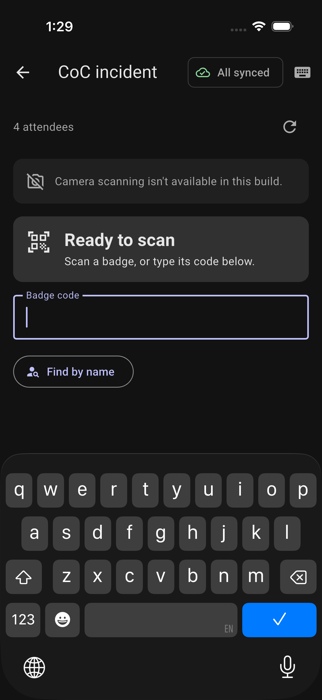 1:29
CoC incident
All synced
4 attendees
Camera scanning isn't available in this build.
Ready to scan
Scan a badge, or type its code below.
Badge code
Find by name
q w e r t y u i o p
a s d f g h j k l
z x c v b n m
123
EN